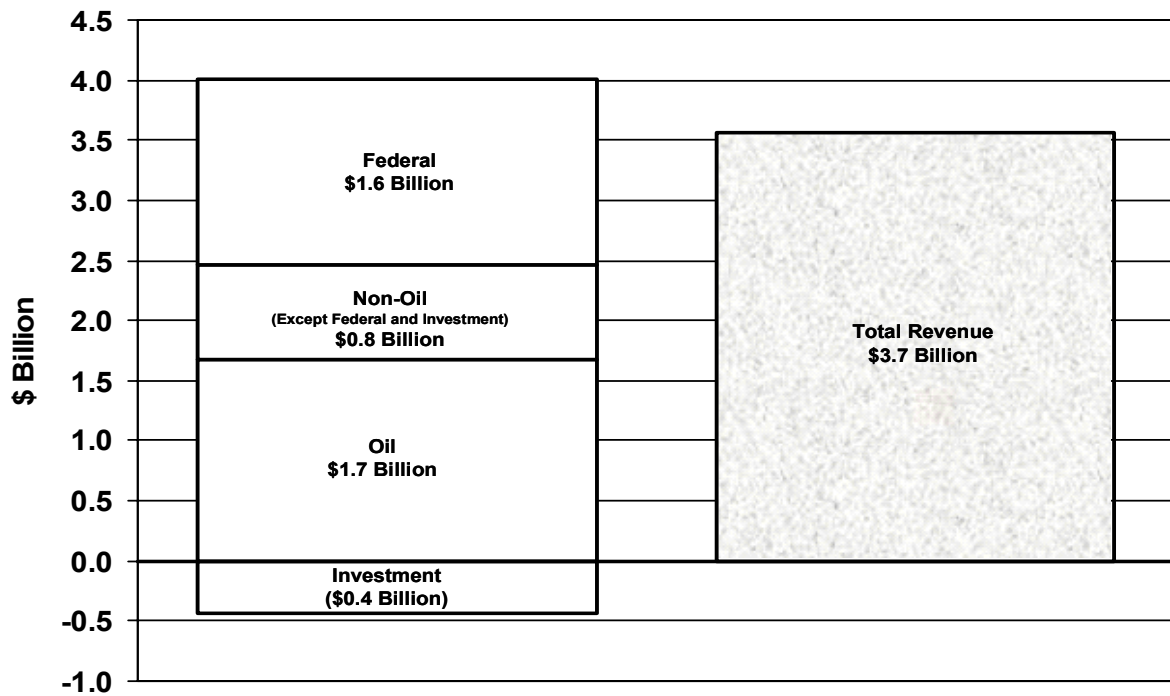 4.5
4.0
3.5
3.0
2.5
2.0
1.5
1.0
0.5
0.0
-0.5
-1.0
$ Billion
Federal
$1.6 Billion
Non-Oil
(Except Federal and Investment)
$0.8 Billion
Oil
$1.7 Billion
Investment
($0.4 Billion)
Total Revenue
$3.7 Billion